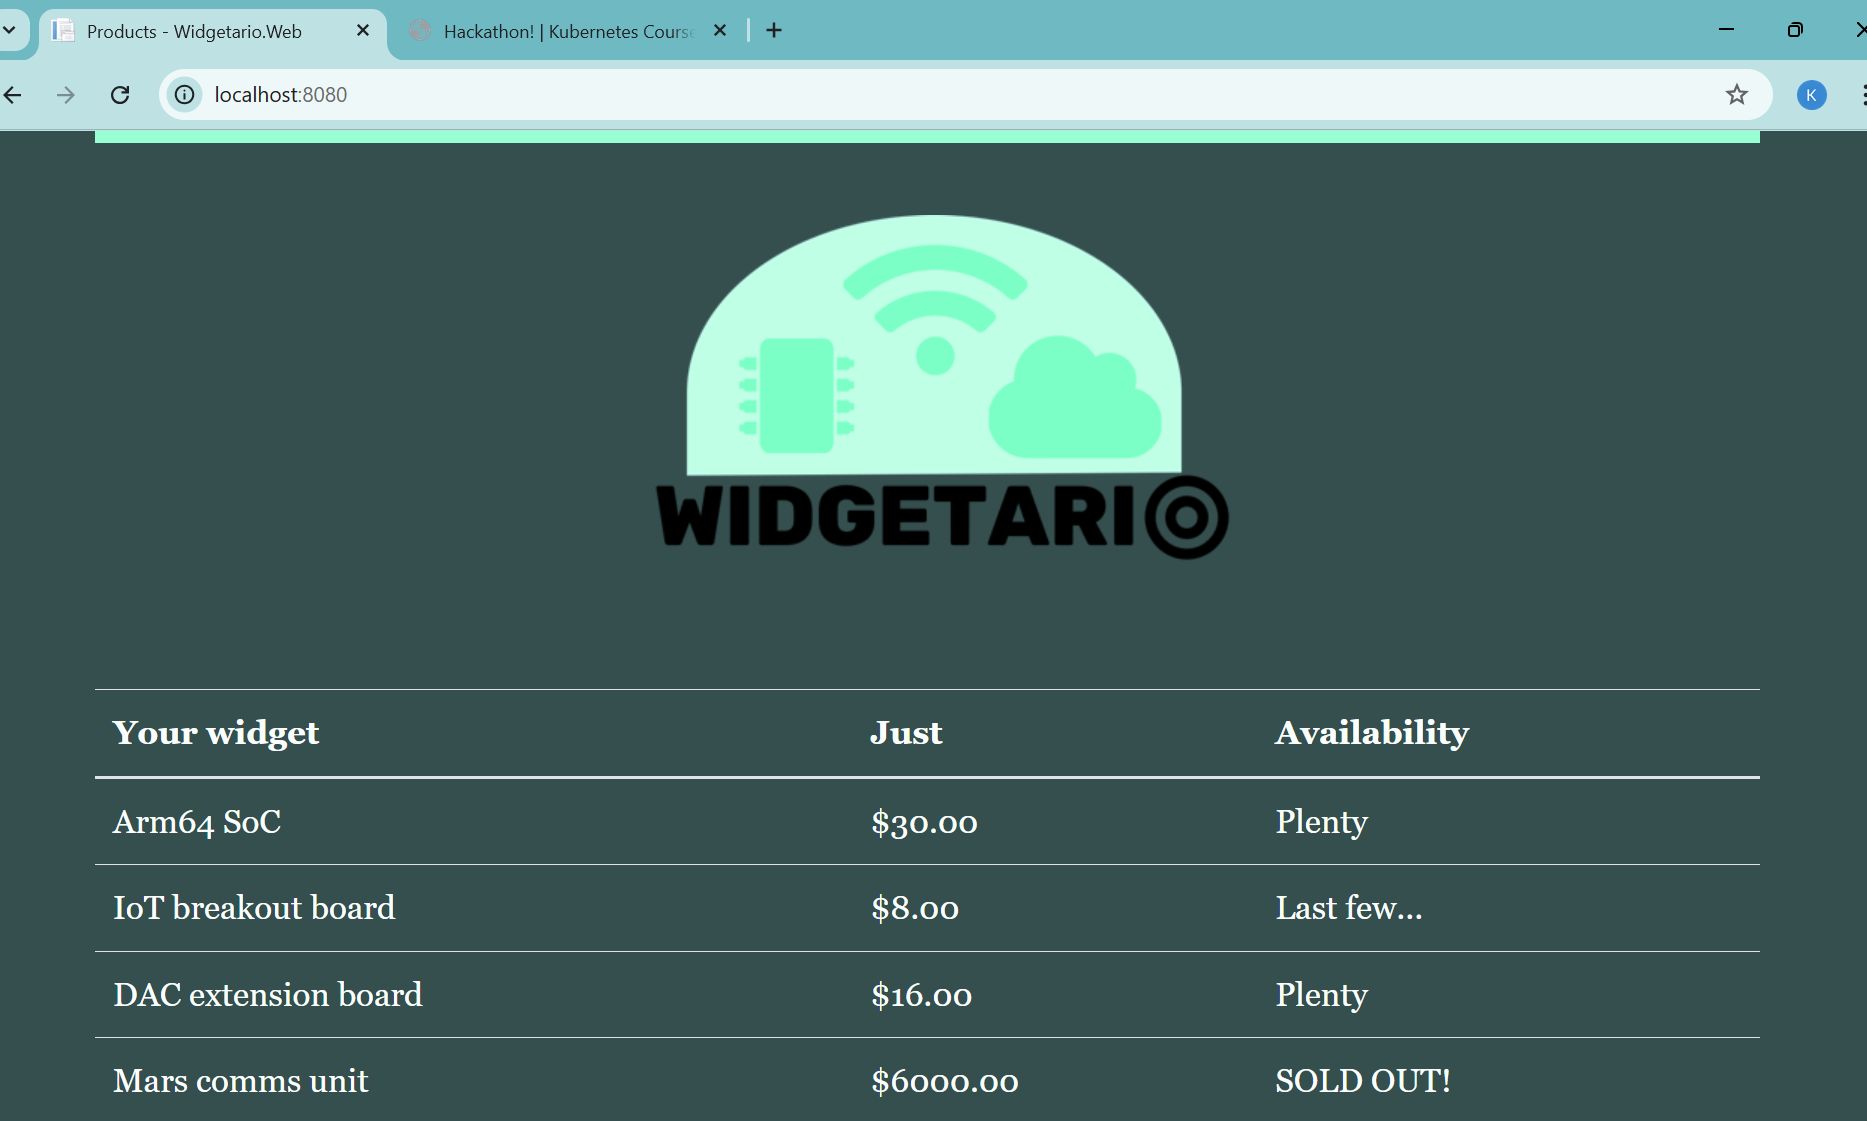 Products - Widgetario.Web
Hackathon! | Kubernetes Cours
localhost:8080
K
WIDGETARIO
Your widget Just Availability
Arm64 SoC $30.00 Plenty
IoT breakout board $8.00 Last few...
DAC extension board $16.00 Plenty
Mars comms unit $6000.00 SOLD OUT!